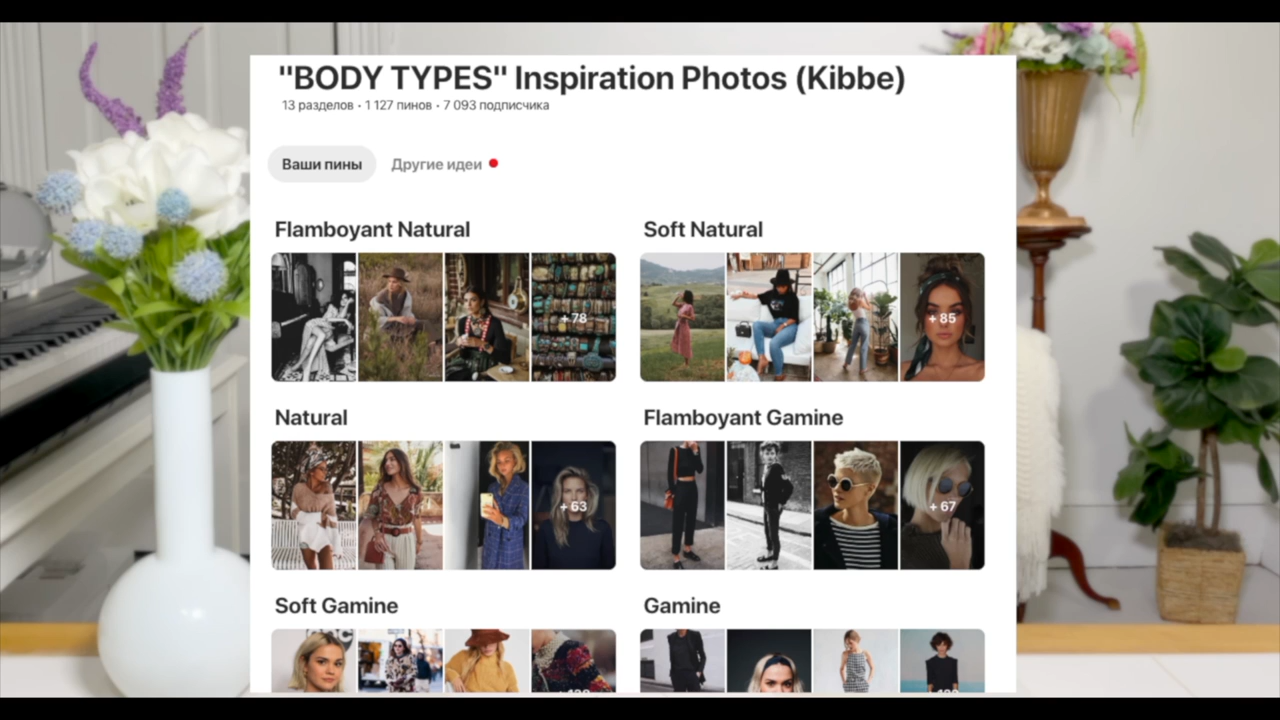 "BODY TYPES" Inspiration Photos (Kibbe)
13 разделов · 1 127 пинов · 7 093 подписчика
Ваши пины
Другие идеи
Flamboyant Natural
Soft Natural
+78
+ 85
Natural
Flamboyant Gamine
+ 63
+ 67
Soft Gamine
Gamine